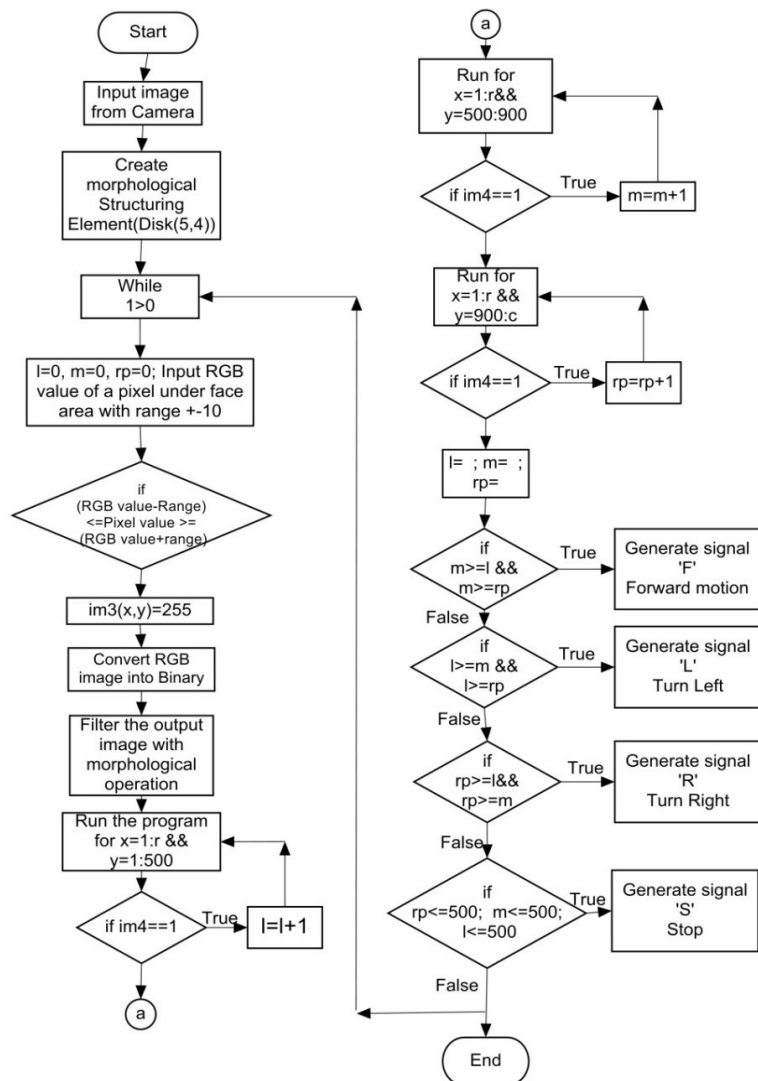 Start
Input image
from Camera
Create
morphological
Structuring
Element(Disk(5,4))
While
1>0
l=0, m=0, rp=0; Input RGB
value of a pixel under face
area with range +-10
if
(RGB value-Range)
<=Pixel value >=
(RGB value+range)
im3(x,y)=255
Convert RGB
image into Binary
Filter the output
image with
morphological
operation
Run the program
for x=1:r &&
y=1:500
if im4==1
True
l=l+1
a
a
Run for
x=1:r&&
y=500:900
if im4==1
True
m=m+1
Run for
x=1:r &&
y=900:c
if im4==1
True
rp=rp+1
l=  ; m=  ;
rp=
if
m>=l &&
m>=rp
True
Generate signal
'F'
Forward motion
False
if
l>=m &&
l>=rp
True
Generate signal
'L'
Turn Left
False
if
rp>=l&&
rp>=m
True
Generate signal
'R'
Turn Right
False
if
rp<=500;  m<=500;
l<=500
True
Generate signal
'S'
Stop
False
End